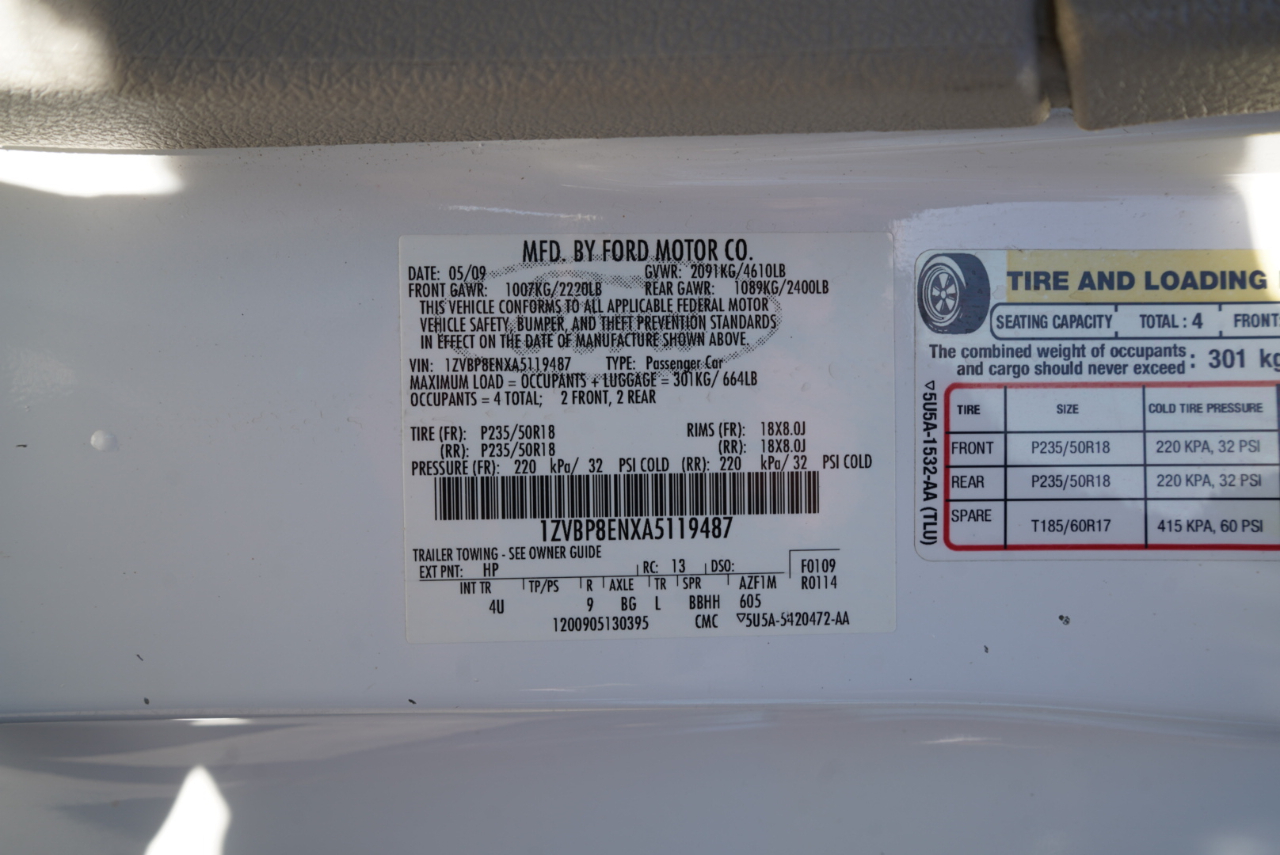 MFD. BY FORD MOTOR CO.
DATE: 05/09 GVWR: 2091KG/4610LB
FRONT GAWR: 1007KG/2220LB REAR GAWR: 1089KG/2400LB
THIS VEHICLE CONFORMS TO ALL APPLICABLE FEDERAL MOTOR
VEHICLE SAFETY, BUMPER, AND THEFT PREVENTION STANDARDS
IN EFFECT ON THE DATE OF MANUFACTURE SHOWN ABOVE.
VIN: 1ZVBP8ENXA5119487 TYPE: Passenger Car
MAXIMUM LOAD = OCCUPANTS + LUGGAGE = 301KG/ 664LB
OCCUPANTS = 4 TOTAL; 2 FRONT, 2 REAR
TIRE (FR): P235/50R18 RIMS (FR): 18X8.0J
(RR): P235/50R18 (RR): 18X8.0J
PRESSURE (FR): 220 kPa/ 32 PSI COLD (RR): 220 kPa/ 32 PSI COLD
1ZVBP8ENXA5119487
TRAILER TOWING - SEE OWNER GUIDE
EXT PNT: HP RC: 13 DSO: F0109
INT TR TP/PS R AXLE TR SPR AZF1M R0114
4U 9 BG L BBHH 605
1200905130395 CMC ▽5U5A-5420472-AA
TIRE AND LOADING
SEATING CAPACITY TOTAL : 4 FRONT
The combined weight of occupants
and cargo should never exceed : 301 kg
TIRE SIZE COLD TIRE PRESSURE
FRONT P235/50R18 220 KPA, 32 PSI
REAR P235/50R18 220 KPA, 32 PSI
SPARE T185/60R17 415 KPA, 60 PSI
▽5U5A-1532-AA (TLU)